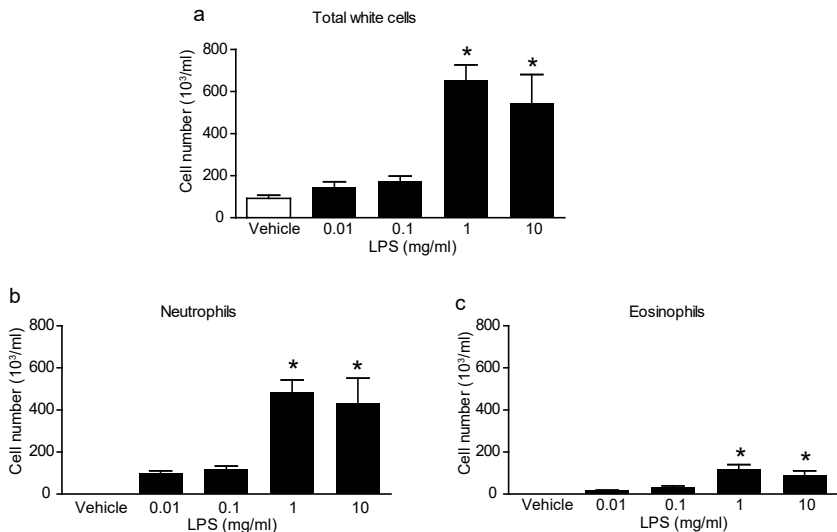 a
Total white cells
Cell number (10³/ml)
800
600
400
200
0
*
*
Vehicle 0.01 0.1 1 10
LPS (mg/ml)
b
Neutrophils
Cell number (10³/ml)
800
600
400
200
0
*
*
Vehicle 0.01 0.1 1 10
LPS (mg/ml)
c
Eosinophils
Cell number (10³/ml)
800
600
400
200
0
*
*
Vehicle 0.01 0.1 1 10
LPS (mg/ml)